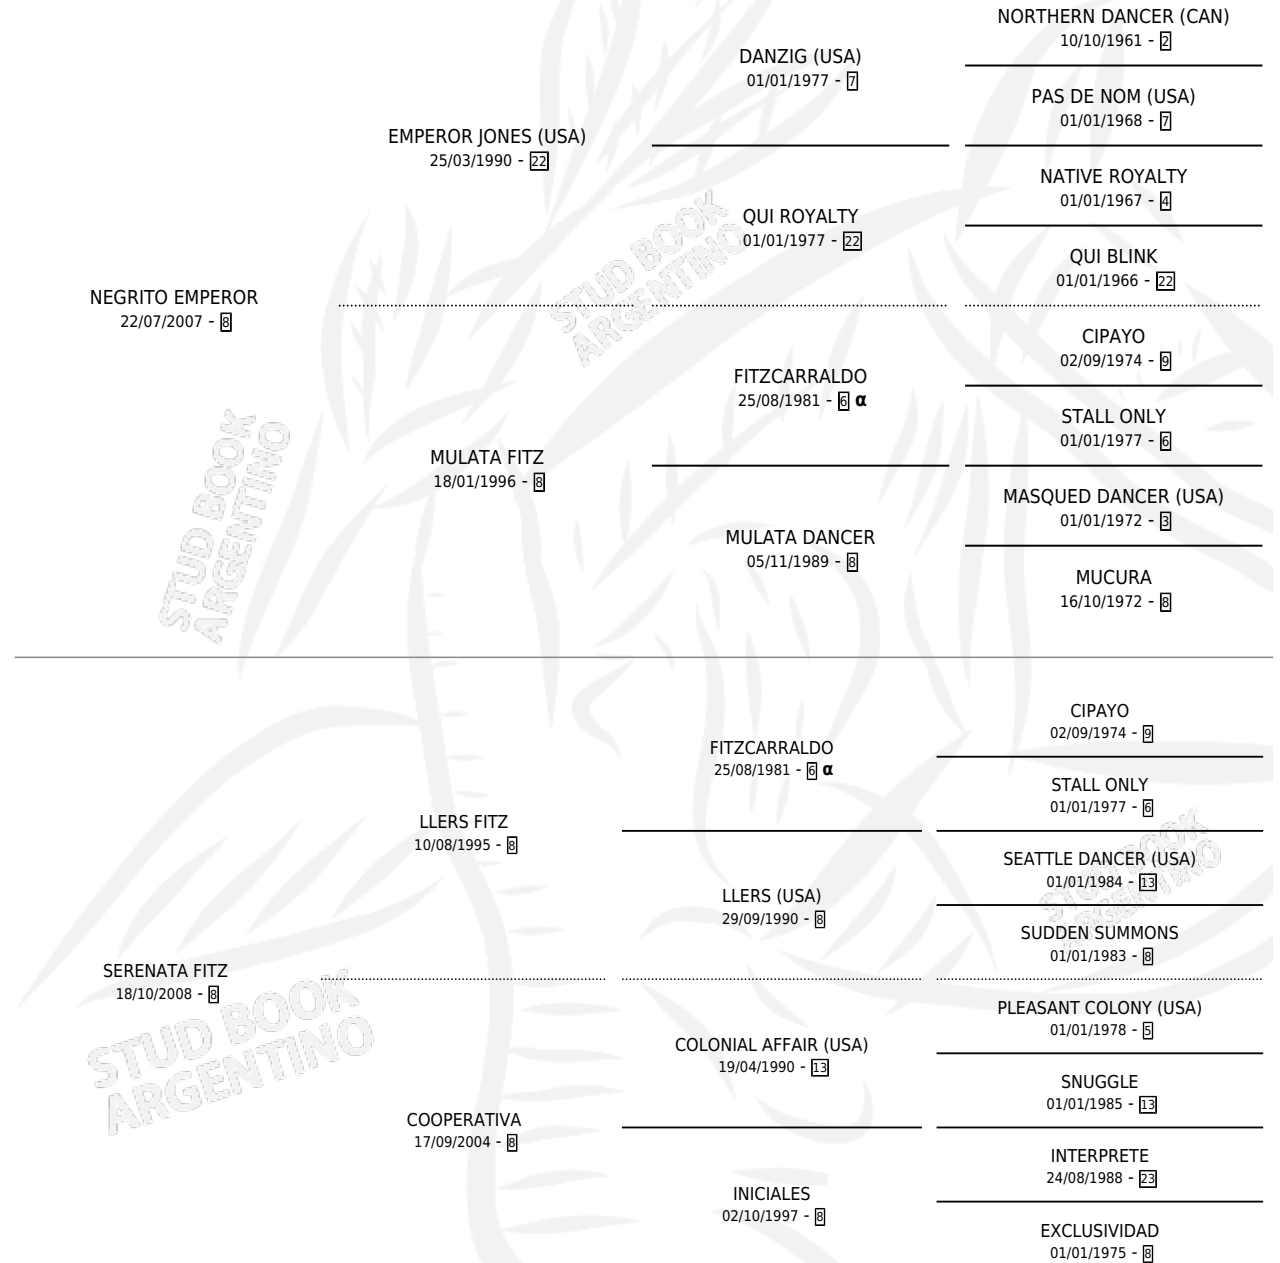 NORTHERN DANCER (CAN)
10/10/1961 - 2
DANZIG (USA)
01/01/1977 - 7
PAS DE NOM (USA)
01/01/1968 - 7
EMPEROR JONES (USA)
25/03/1990 - 22
NATIVE ROYALTY
01/01/1967 - 4
QUI ROYALTY
01/01/1977 - 22
QUI BLINK
01/01/1966 - 22
NEGRITO EMPEROR
22/07/2007 - 8
CIPAYO
02/09/1974 - 9
FITZCARRALDO
25/08/1981 - 6 α
STALL ONLY
01/01/1977 - 6
MULATA FITZ
18/01/1996 - 8
MASQUED DANCER (USA)
01/01/1972 - 3
MULATA DANCER
05/11/1989 - 8
MUCURA
16/10/1972 - 8
CIPAYO
02/09/1974 - 9
FITZCARRALDO
25/08/1981 - 6 α
STALL ONLY
01/01/1977 - 6
LLERS FITZ
10/08/1995 - 8
SEATTLE DANCER (USA)
01/01/1984 - 13
LLERS (USA)
29/09/1990 - 8
SUDDEN SUMMONS
01/01/1983 - 8
SERENATA FITZ
18/10/2008 - 8
PLEASANT COLONY (USA)
01/01/1978 - 5
COLONIAL AFFAIR (USA)
19/04/1990 - 13
SNUGGLE
01/01/1985 - 13
COOPERATIVA
17/09/2004 - 8
INTERPRETE
24/08/1988 - 23
INICIALES
02/10/1997 - 8
EXCLUSIVIDAD
01/01/1975 - 8
STUD BOOK
ARGENTINO
STUD BOOK
ARGENTINO
STUD BOOK
ARGENTINO
STUD BOOK
ARGENTINO